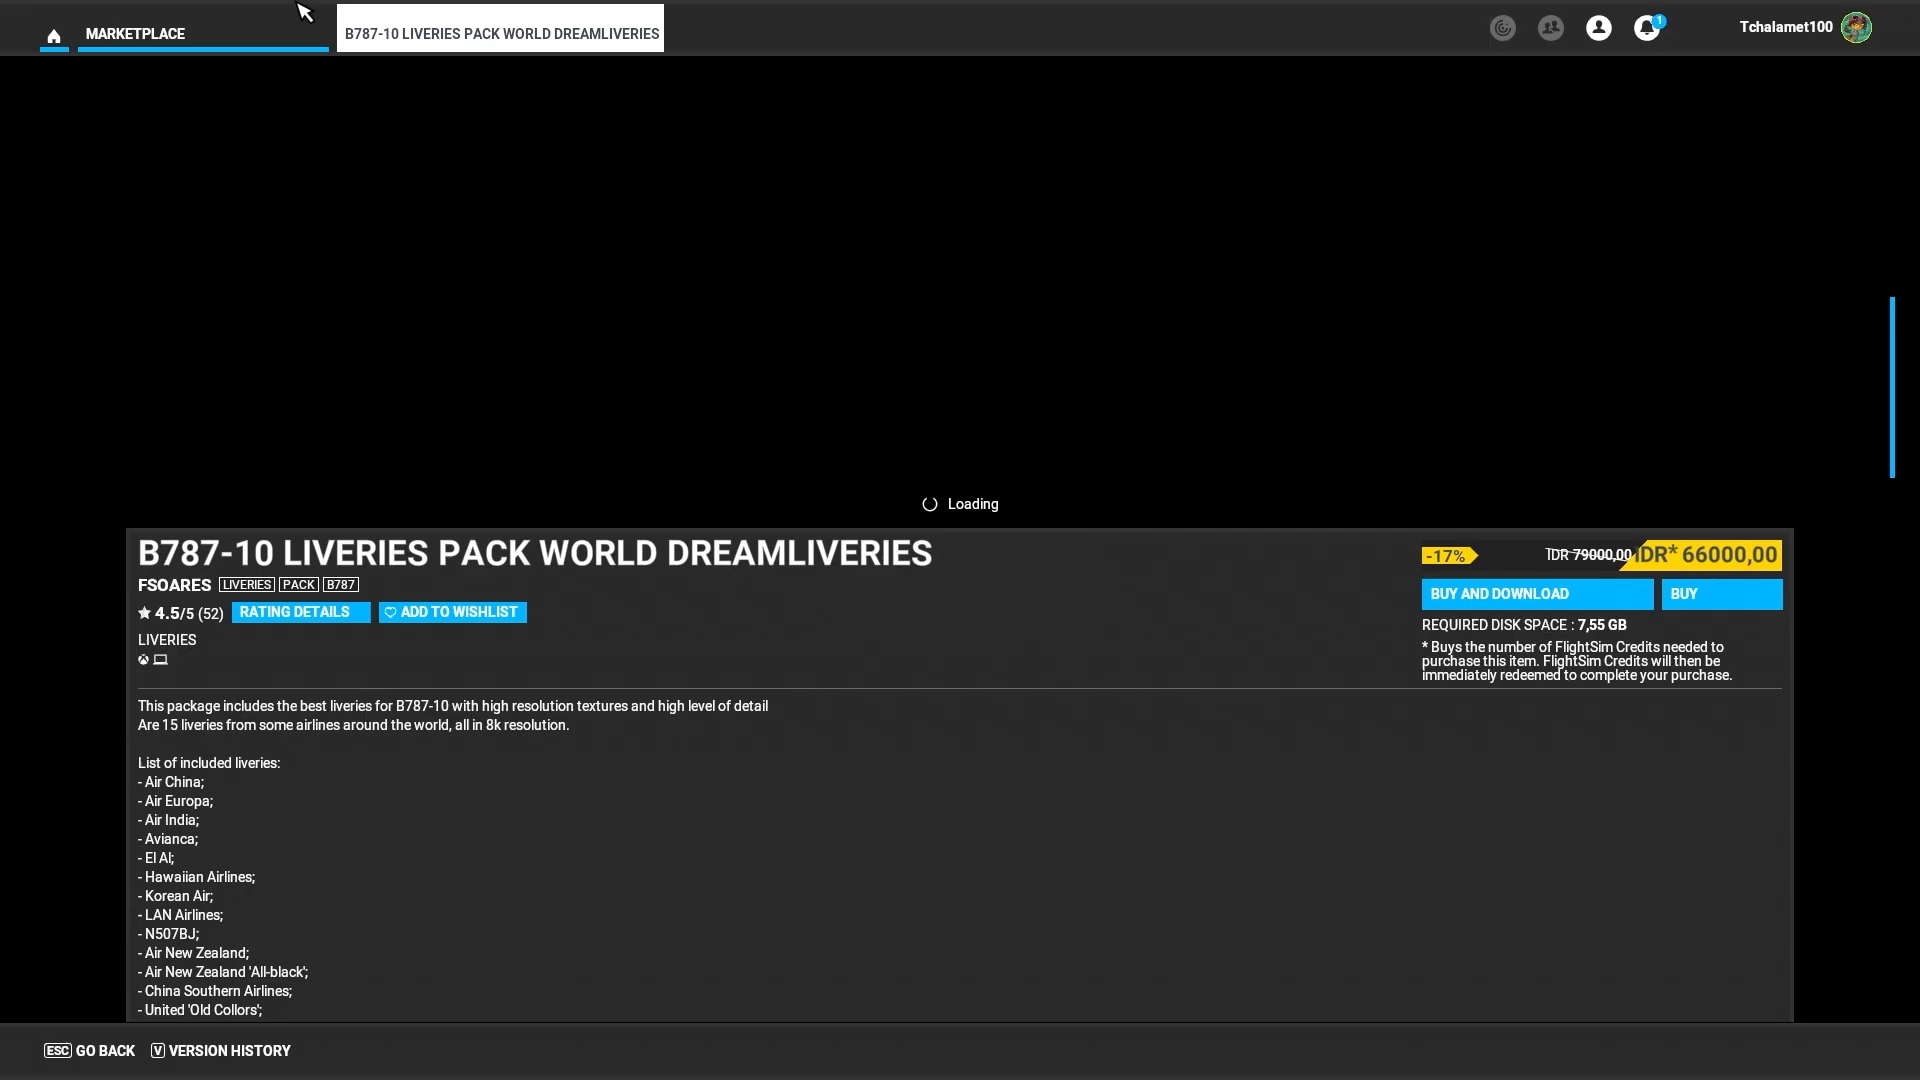 MARKETPLACE
B787-10 LIVERIES PACK WORLD DREAMLIVERIES
1
Tchalamet100
Loading
B787-10 LIVERIES PACK WORLD DREAMLIVERIES
-17% IDR 79000,00 IDR* 66000,00
FSOARES LIVERIES PACK B787
BUY AND DOWNLOAD BUY
4.5/5 (52) RATING DETAILS ADD TO WISHLIST
REQUIRED DISK SPACE : 7,55 GB
LIVERIES
* Buys the number of FlightSim Credits needed to
purchase this item. FlightSim Credits will then be
immediately redeemed to complete your purchase.
This package includes the best liveries for B787-10 with high resolution textures and high level of detail
Are 15 liveries from some airlines around the world, all in 8k resolution.
List of included liveries:
- Air China;
- Air Europa;
- Air India;
- Avianca;
- El Al;
- Hawaiian Airlines;
- Korean Air;
- LAN Airlines;
- N507BJ;
- Air New Zealand;
- Air New Zealand 'All-black';
- China Southern Airlines;
- United 'Old Collors';
ESC GO BACK V VERSION HISTORY